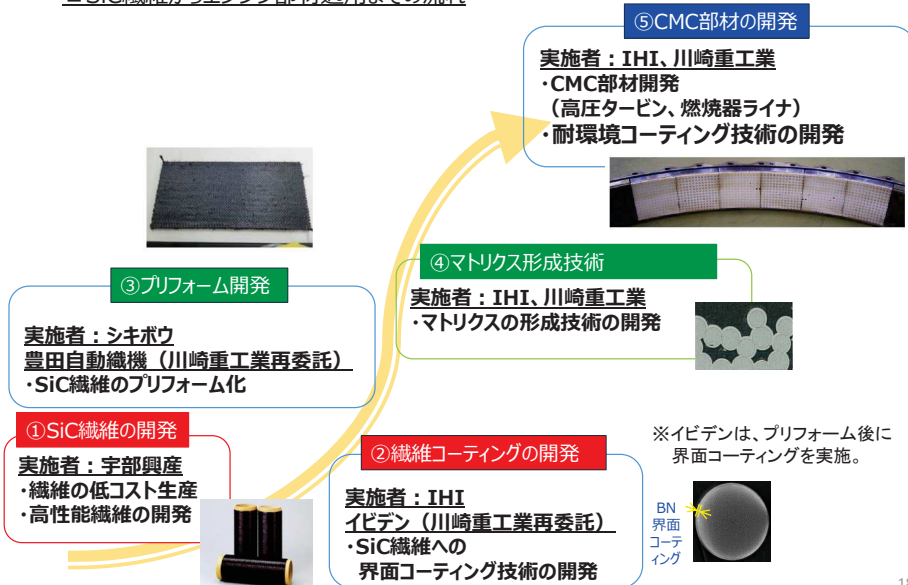 ⑤CMC部材の開発
実施者：IHI、川崎重工業
・CMC部材開発
（高圧タービン、燃焼器ライナ）
・耐環境コーティング技術の開発
④マトリクス形成技術
実施者：IHI、川崎重工業
・マトリクスの形成技術の開発
③プリフォーム開発
実施者：シキボウ
豊田自動織機（川崎重工業再委託）
・SiC繊維のプリフォーム化
①SiC繊維の開発
実施者：宇部興産
・繊維の低コスト生産
・高性能繊維の開発
②繊維コーティングの開発
実施者：IHI
イビデン（川崎重工業再委託）
・SiC繊維への
界面コーティング技術の開発
※イビデンは、プリフォーム後に
界面コーティングを実施。
BN
界面
コーテ
ィング